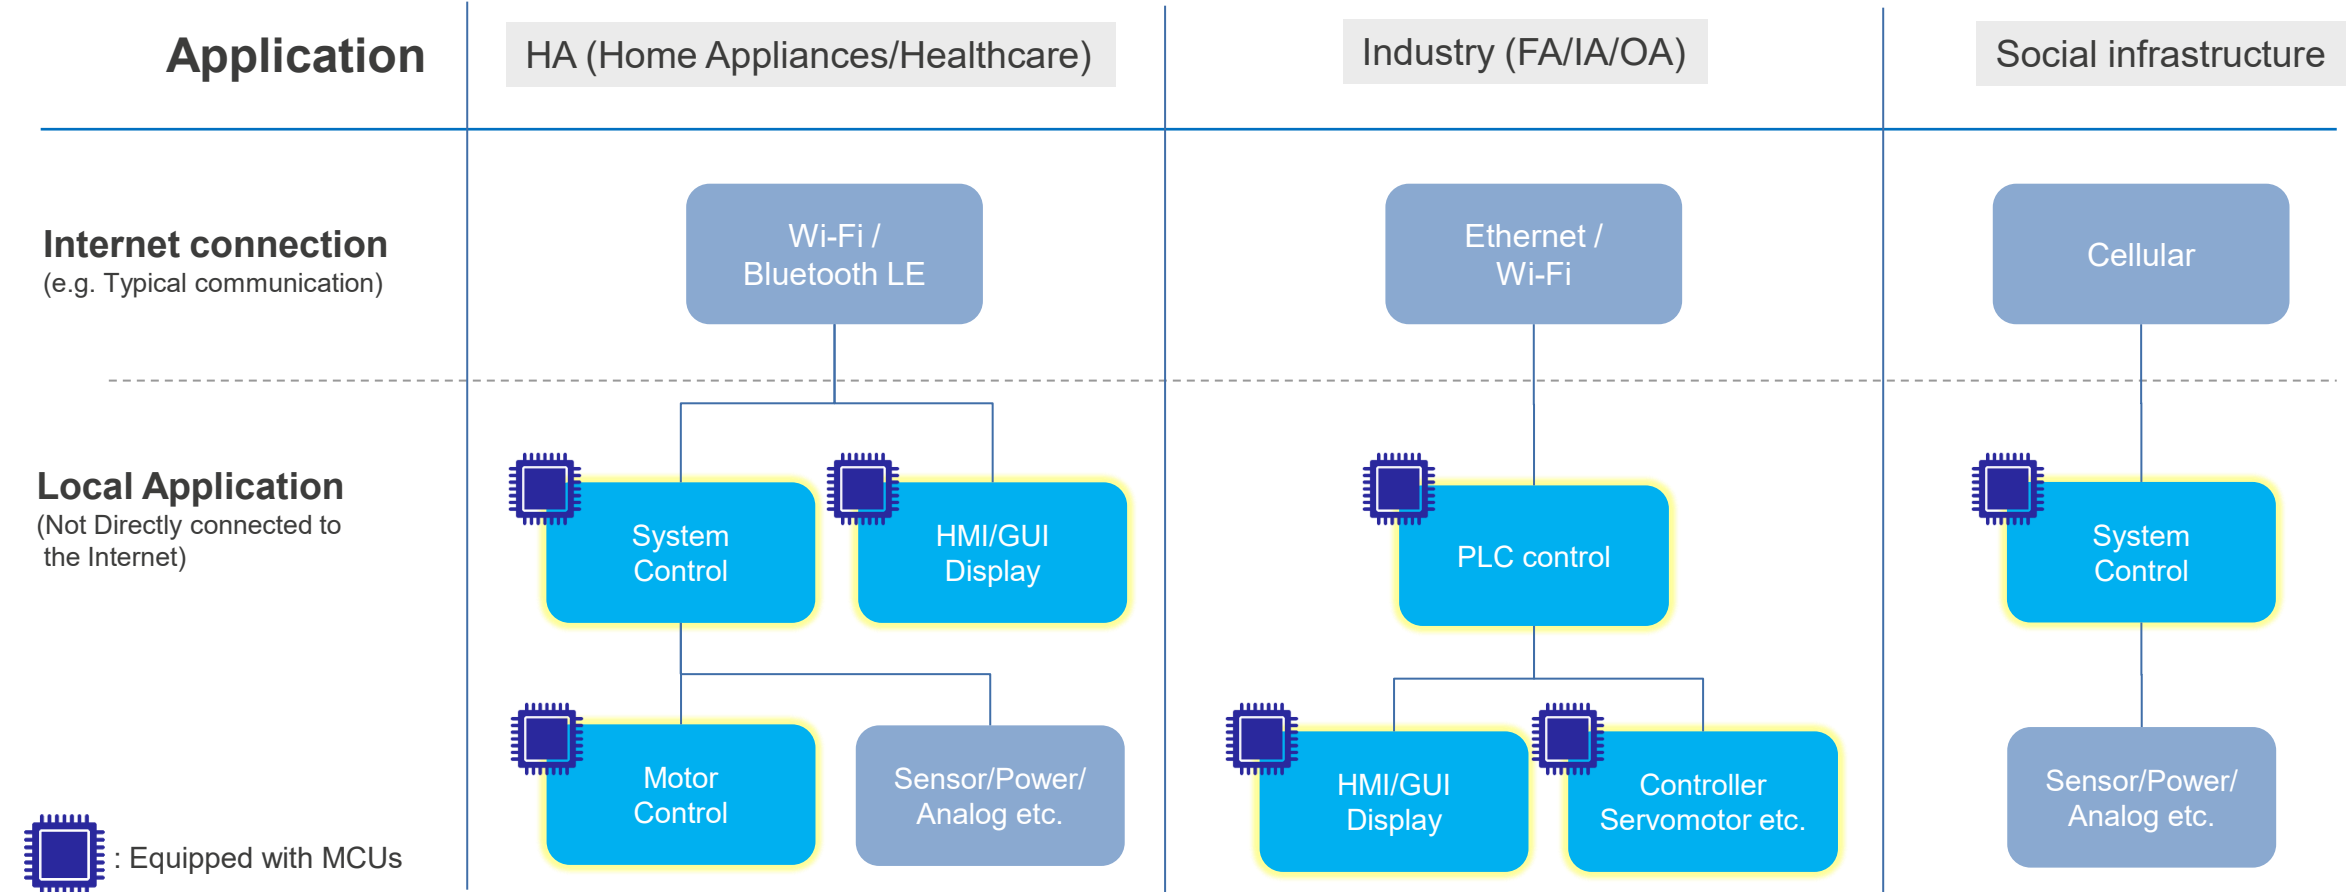 Application
HA (Home Appliances/Healthcare)
Industry (FA/IA/OA)
Social infrastructure
Internet connection
(e.g. Typical communication)
Wi-Fi /
Bluetooth LE
Ethernet /
Wi-Fi
Cellular
Local Application
(Not Directly connected to
the Internet)
System
Control
HMI/GUI
Display
PLC control
System
Control
Motor
Control
Sensor/Power/
Analog etc.
HMI/GUI
Display
Controller
Servomotor etc.
Sensor/Power/
Analog etc.
: Equipped with MCUs